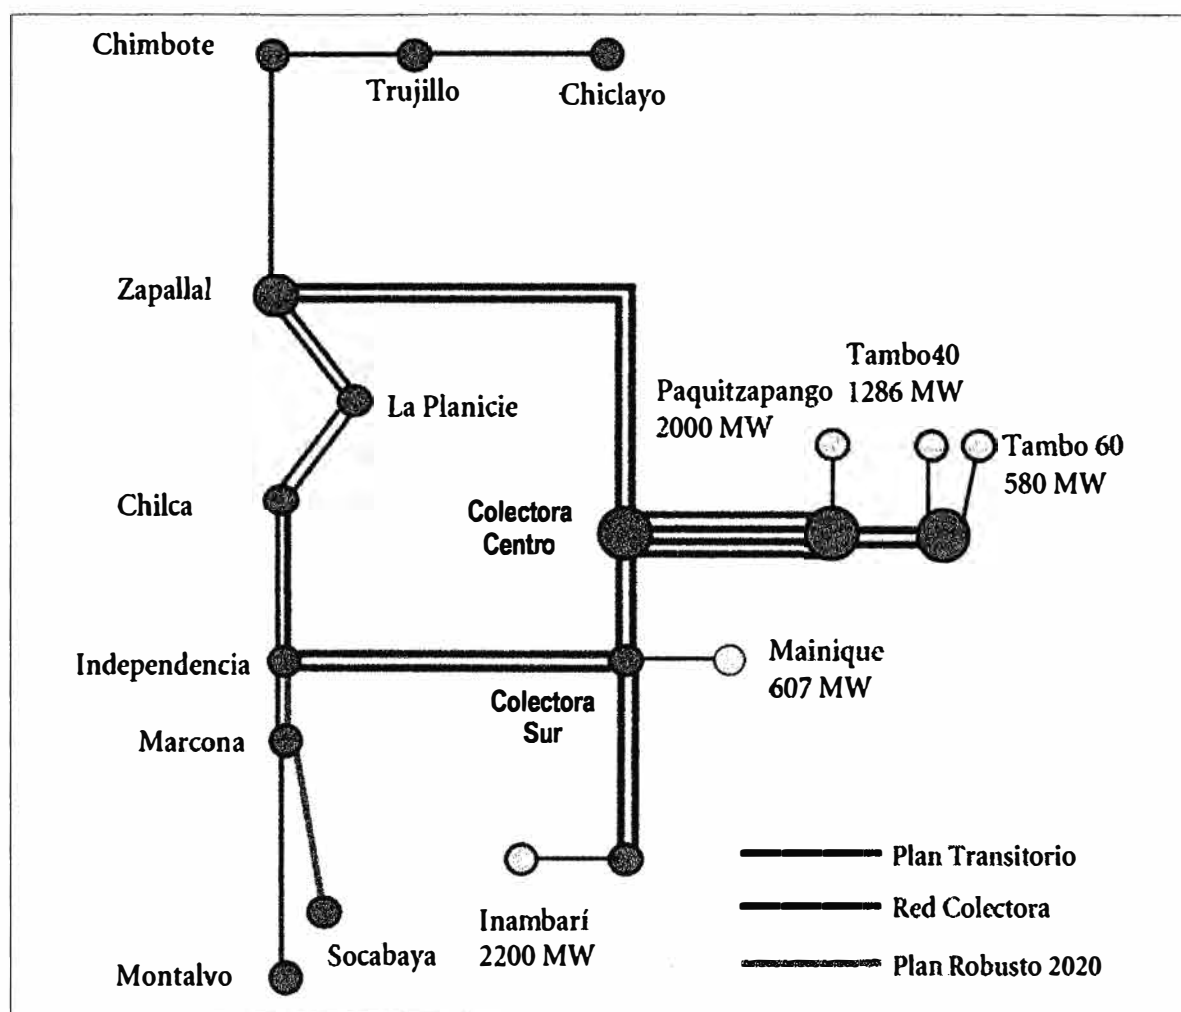 Chimbote
Trujillo
Chiclayo
Zapallal
La Planicie
Tambo40
1286 MW
Paquitzapango
2000 MW
Tambo 60
580 MW
Chilca
Colectora
Centro
Independencia
Mainique
607 MW
Colectora
Sur
Marcona
Inambarí
2200 MW
Socabaya
Montalvo
Plan Transitorio
Red Colectora
Plan Robusto 2020